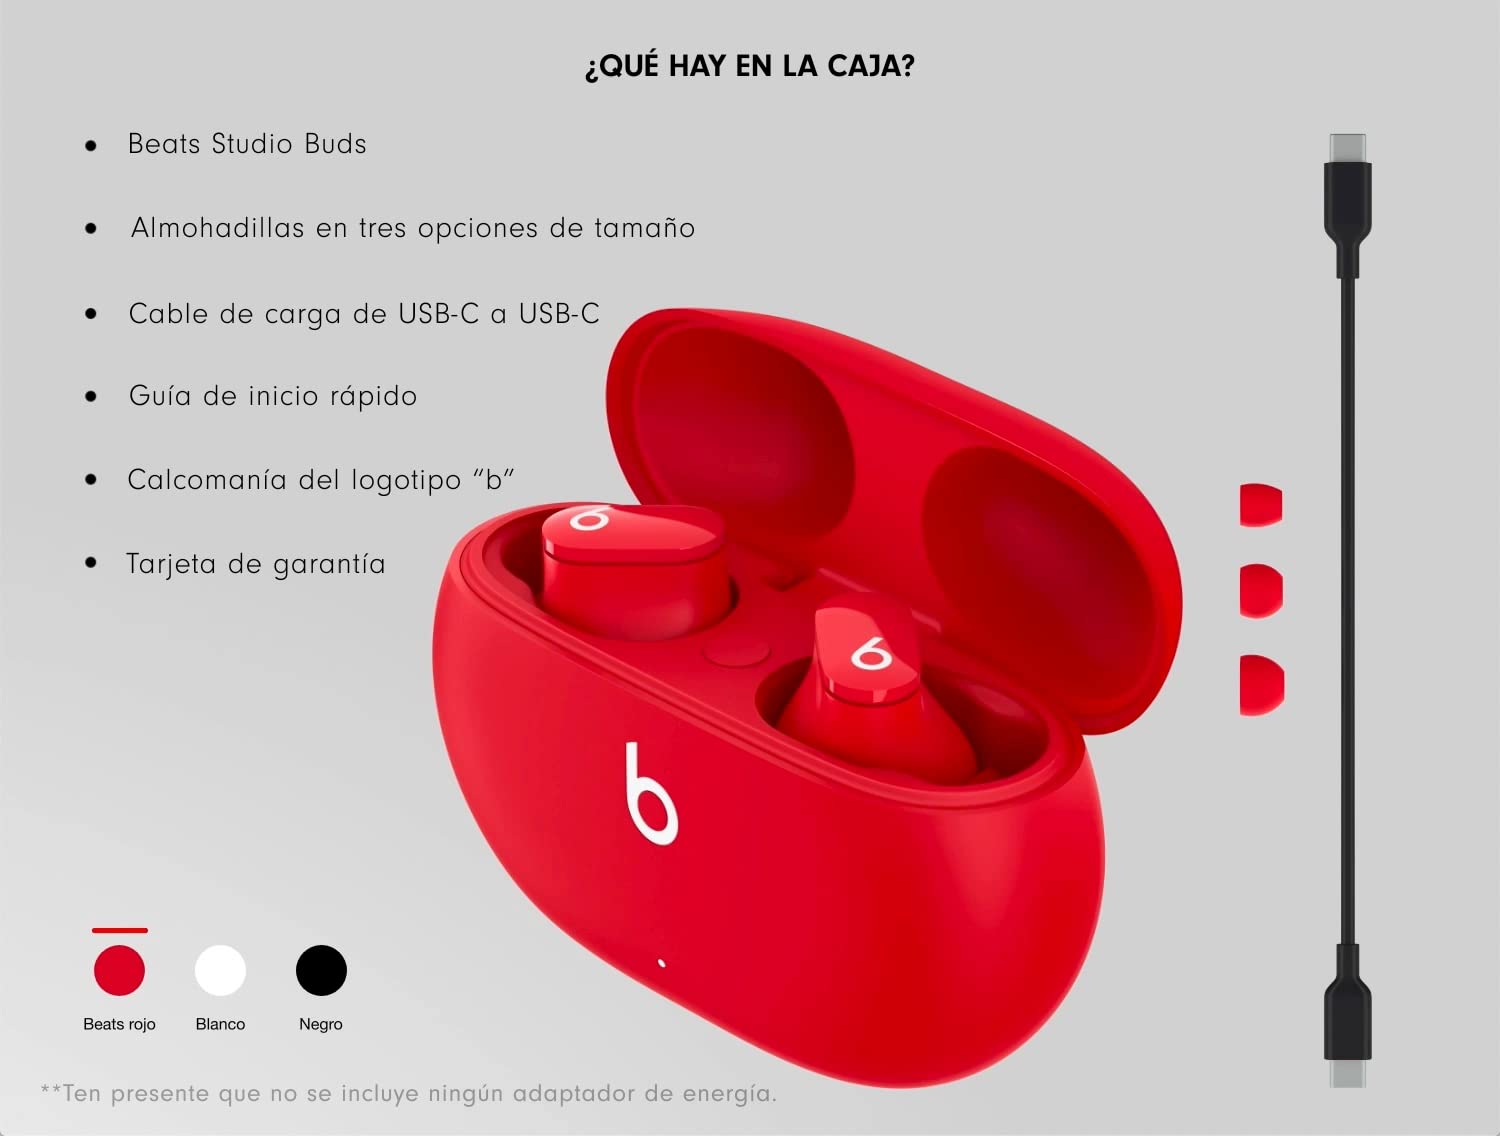 ¿QUÉ HAY EN LA CAJA?
Beats Studio Buds
Almohadillas en tres opciones de tamaño
Cable de carga de USB-C a USB-C
Guía de inicio rápido
Calcomanía del logotipo “b”
Tarjeta de garantía
b
b
b
Beats rojo
Blanco
Negro
**Ten presente que no se incluye ningún adaptador de energía.